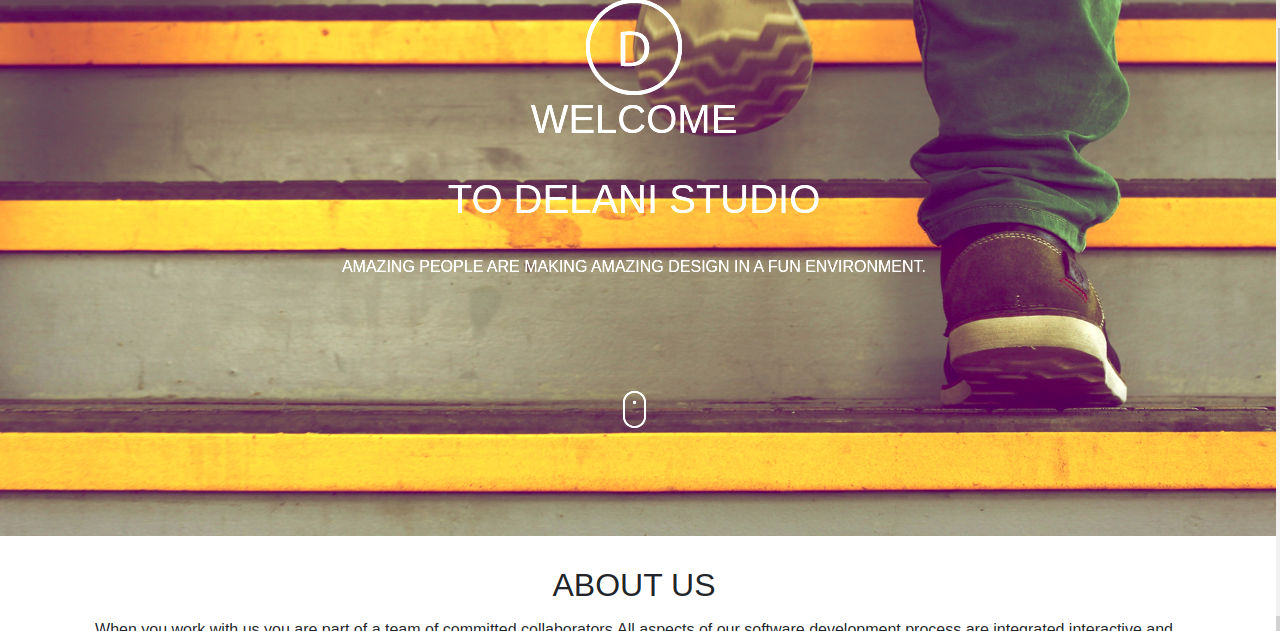 D
WELCOME
TO DELANI STUDIO
AMAZING PEOPLE ARE MAKING AMAZING DESIGN IN A FUN ENVIRONMENT.
ABOUT US
When you work with us you are part of a team of committed collaborators.All aspects of our software development process are integrated interactive and